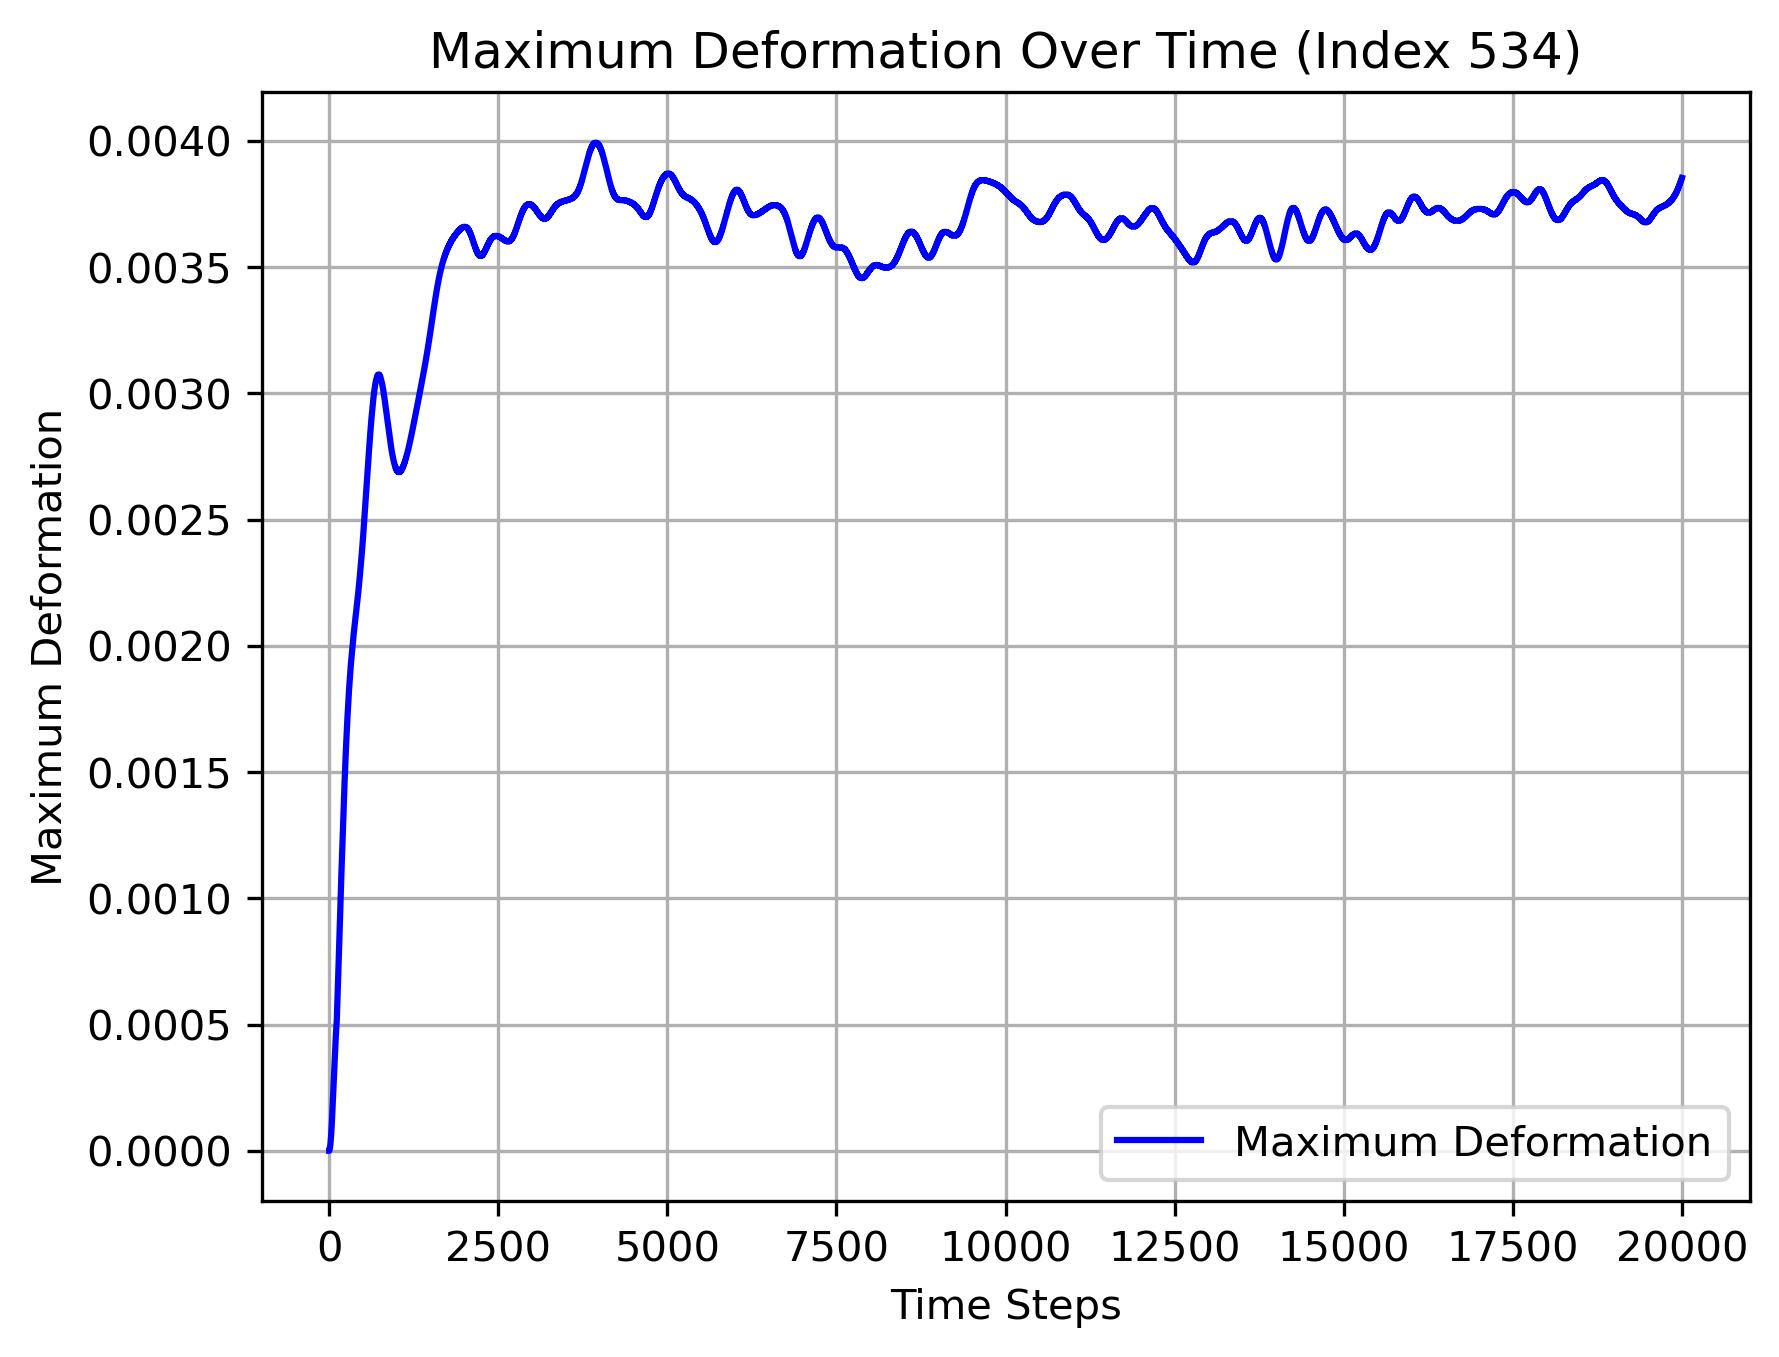 Maximum Deformation Over Time (Index 534)
Maximum Deformation
0.0040
0.0035
0.0030
0.0025
0.0020
0.0015
0.0010
0.0005
0.0000
Maximum Deformation
0 2500 5000 7500 10000 12500 15000 17500 20000
Time Steps